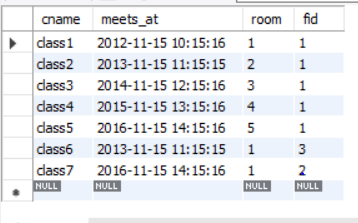 cname meets_at room fid
class1 2012-11-15 10:15:16 1 1
class2 2013-11-15 11:15:15 2 1
class3 2014-11-15 12:15:16 3 1
class4 2015-11-15 13:15:16 4 1
class5 2016-11-15 14:15:16 5 1
class6 2013-11-15 11:15:15 1 3
class7 2016-11-15 14:15:16 1 2
NULL NULL NULL NULL